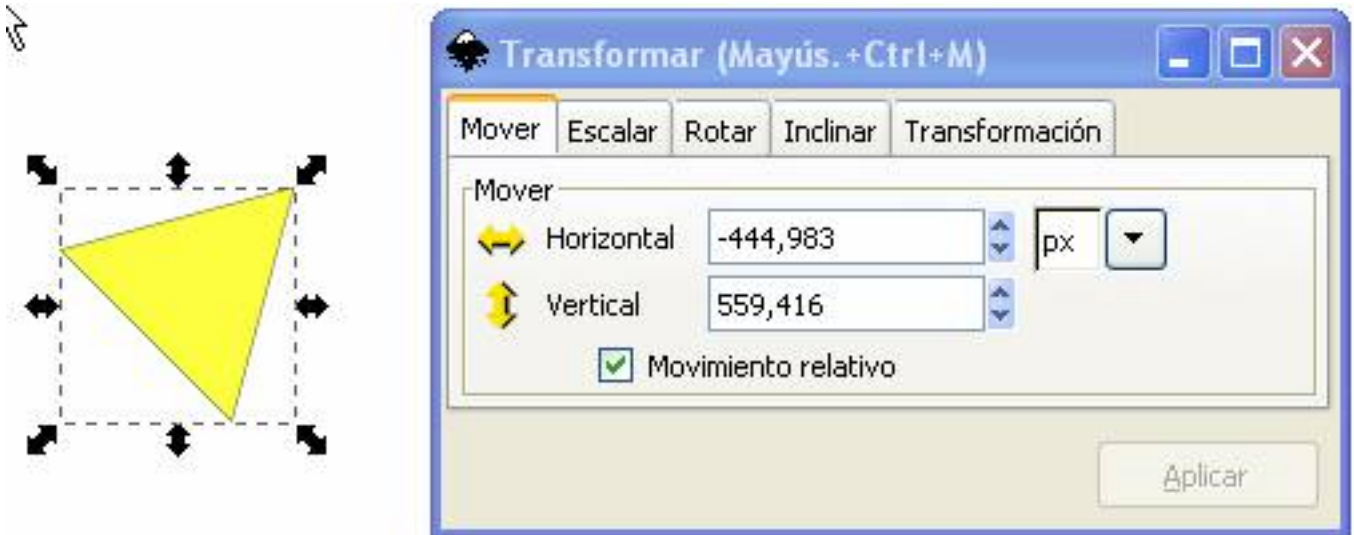 Transformar (Mayús.+Ctrl+M)
Mover Escalar Rotar Inclinar Transformación
Mover
Horizontal -444,983 px
Vertical 559,416
Movimiento relativo
Aplicar